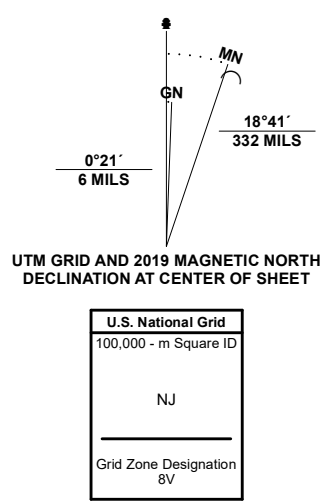 MN
GN
18°41´
332 MILS
0°21´
6 MILS
UTM GRID AND 2019 MAGNETIC NORTH
DECLINATION AT CENTER OF SHEET
U.S. National Grid
100,000 - m Square ID
NJ
Grid Zone Designation
8V